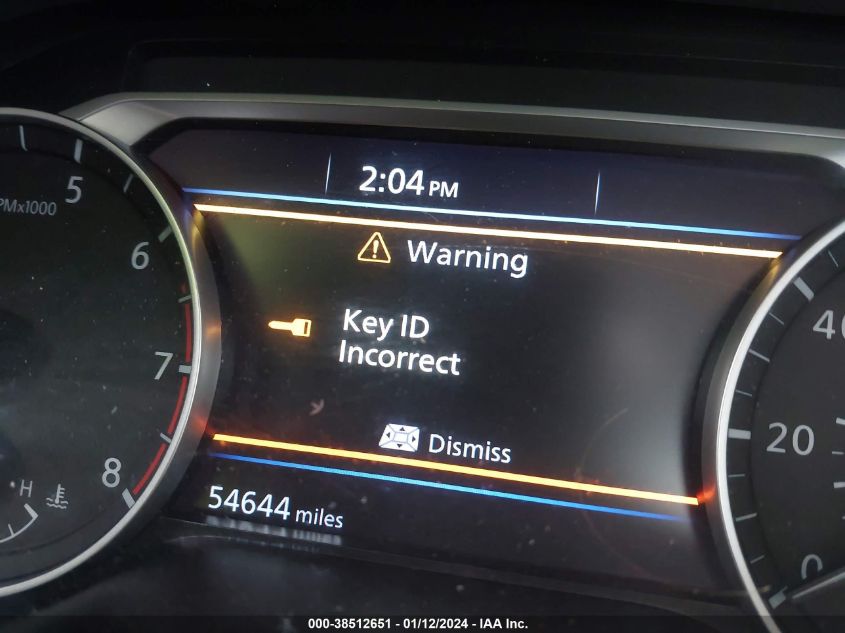 2:04 PM
5
PMx1000
Warning
6
Key ID
Incorrect
40
7
20
Dismiss
8
H
54644 miles
0
000-38512651 - 01/12/2024 - IAA Inc.